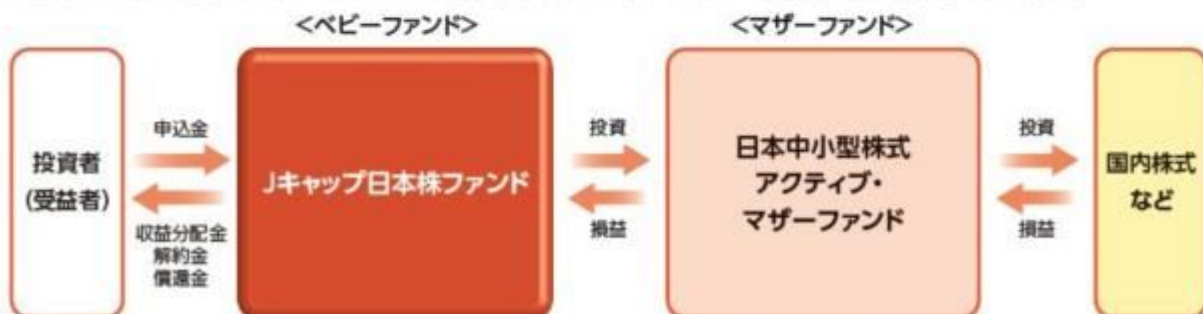 <ベビーファンド>
<マザーファンド>
投資者
(受益者)
申込金
収益分配金
解約金
償還金
Jキャップ日本株ファンド
投資
損益
日本中小型株式
アクティブ・
マザーファンド
投資
損益
国内株式
など